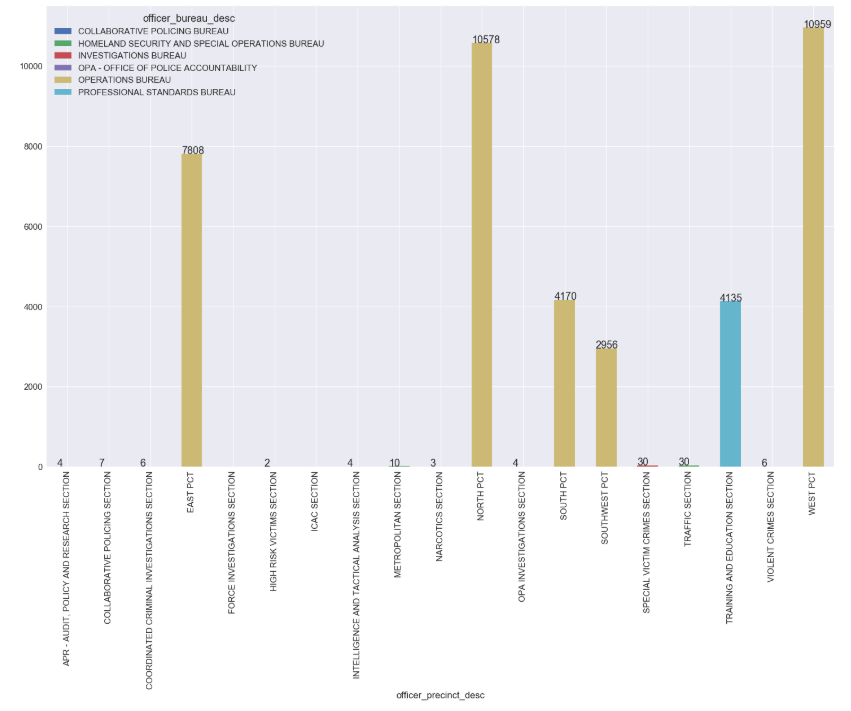 officer_bureau_desc
COLLABORATIVE POLICING BUREAU
HOMELAND SECURITY AND SPECIAL OPERATIONS BUREAU
INVESTIGATIONS BUREAU
OPA - OFFICE OF POLICE ACCOUNTABILITY
OPERATIONS BUREAU
PROFESSIONAL STANDARDS BUREAU
10000
8000
6000
4000
2000
0
4
7
6
7808
2
4
10
3
10578
4
4170
2956
30
30
4135
6
10959
APR - AUDIT, POLICY AND RESEARCH SECTION
COLLABORATIVE POLICING SECTION
COORDINATED CRIMINAL INVESTIGATIONS SECTION
EAST PCT
FORCE INVESTIGATIONS SECTION
HIGH RISK VICTIMS SECTION
ICAC SECTION
INTELLIGENCE AND TACTICAL ANALYSIS SECTION
METROPOLITAN SECTION
NARCOTICS SECTION
NORTH PCT
OPA INVESTIGATIONS SECTION
SOUTH PCT
SOUTHWEST PCT
SPECIAL VICTIM CRIMES SECTION
TRAFFIC SECTION
TRAINING AND EDUCATION SECTION
VIOLENT CRIMES SECTION
WEST PCT
officer_precinct_desc